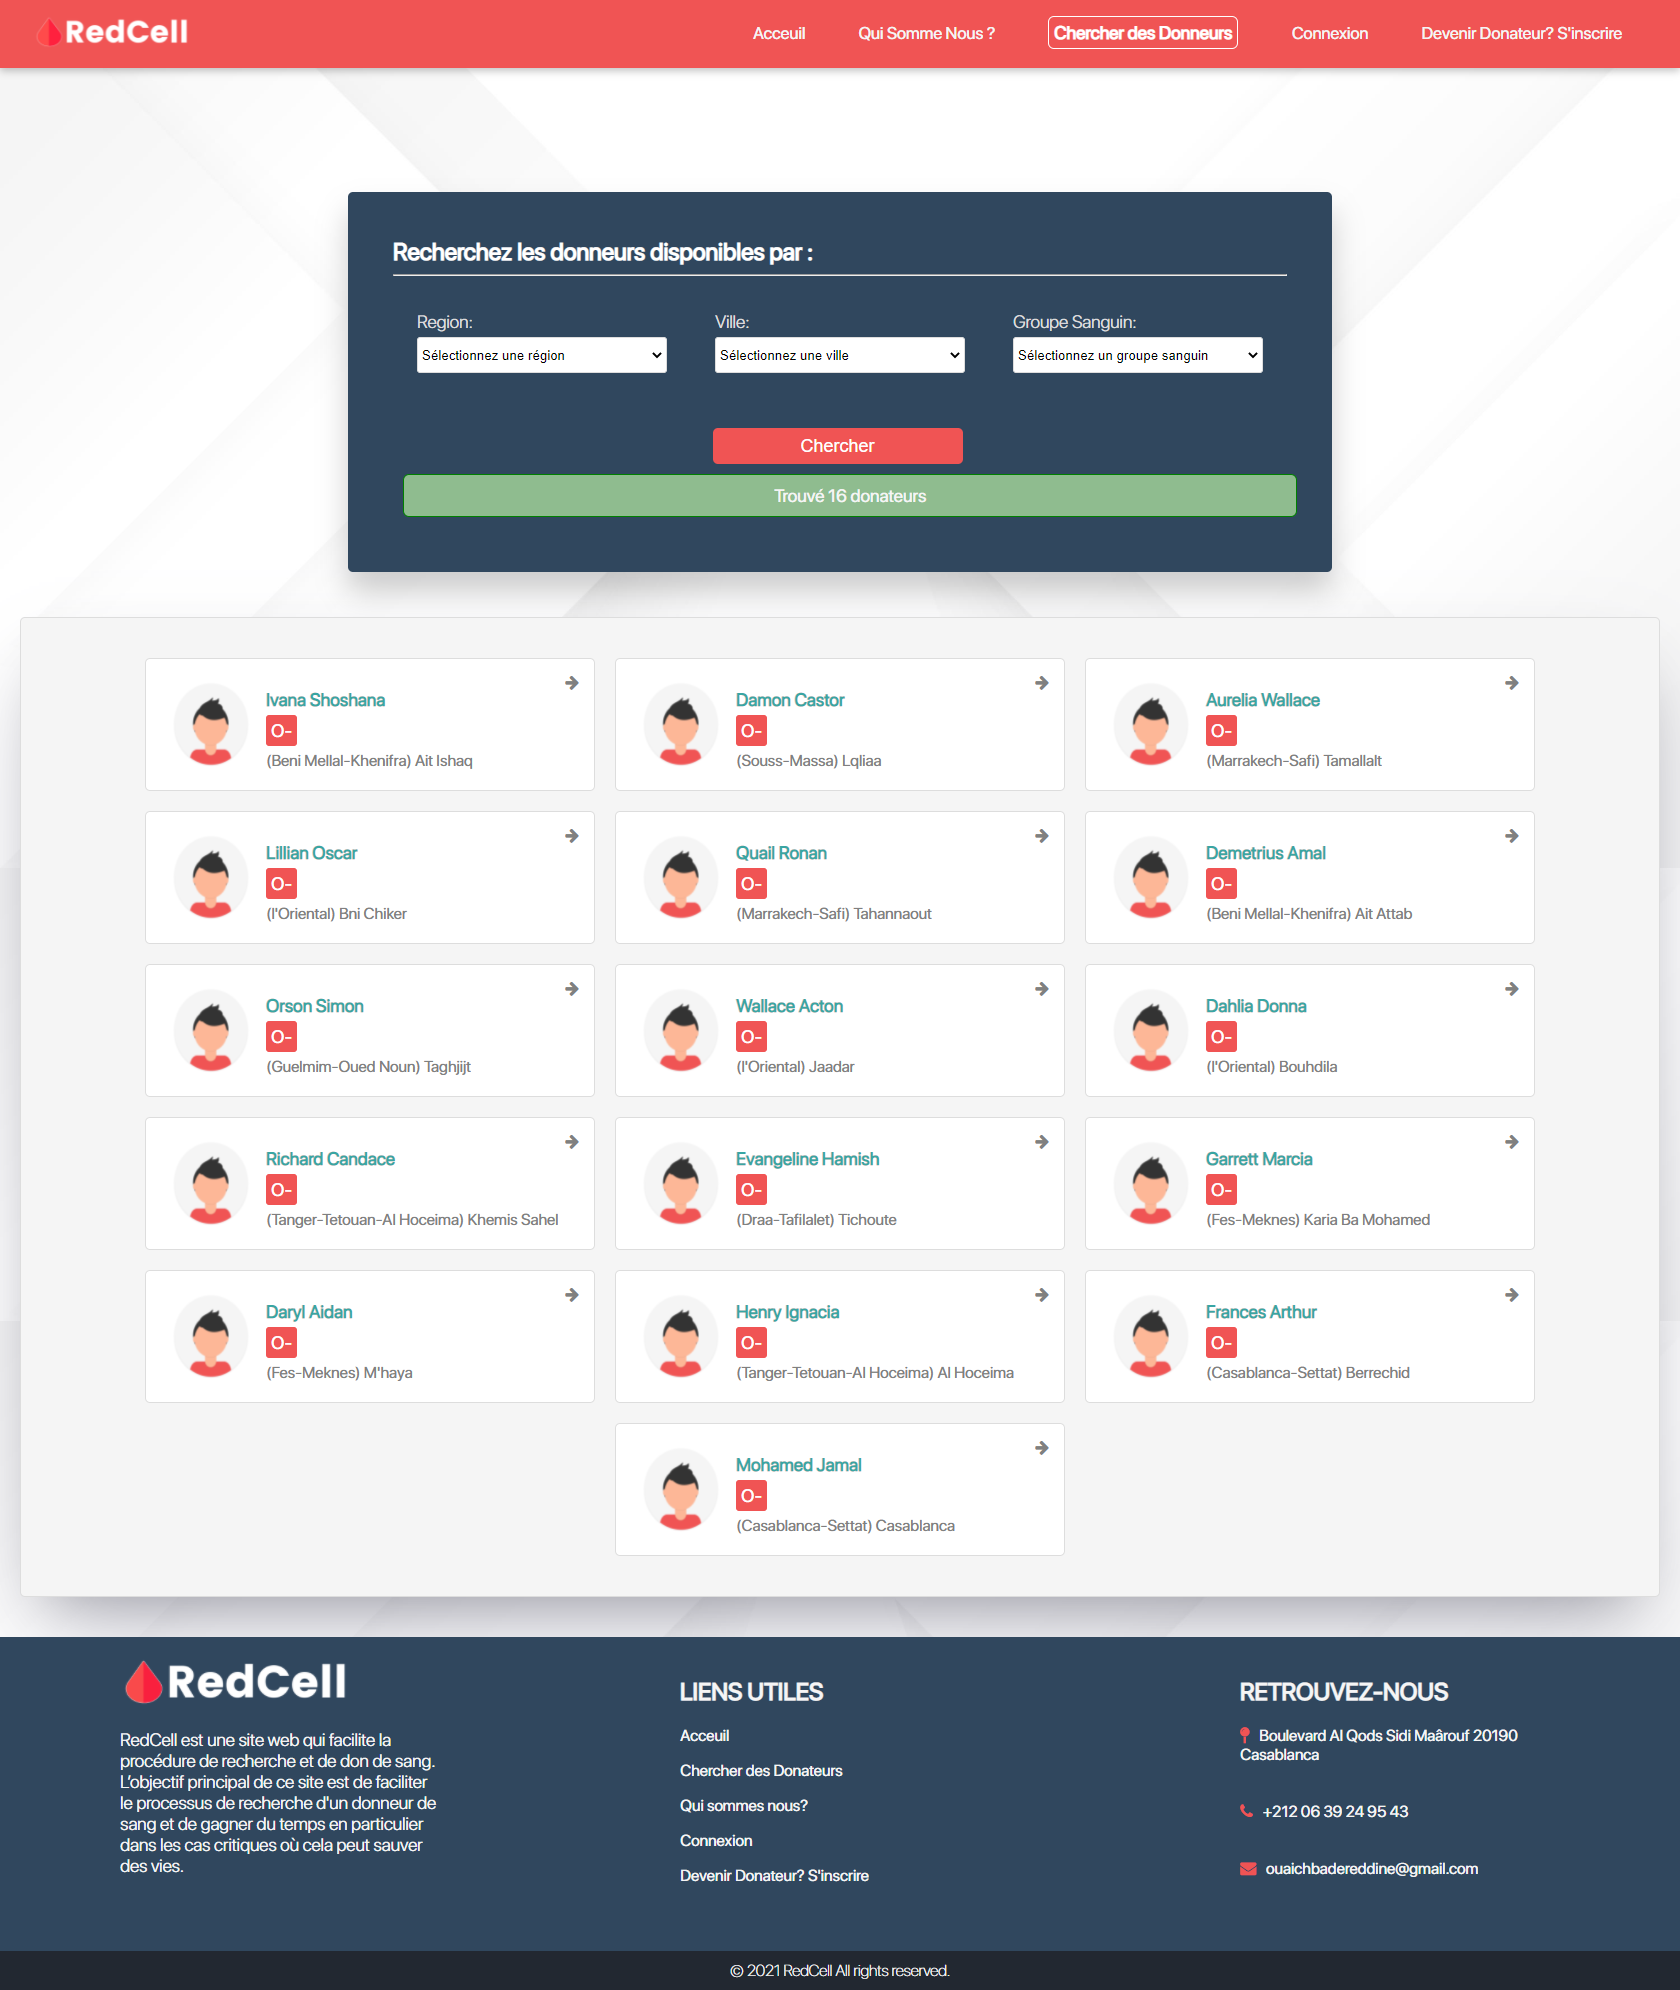 RedCell
Acceuil
Qui Somme Nous ?
Chercher des Donneurs
Connexion
Devenir Donateur? S'inscrire
Recherchez les donneurs disponibles par :
Region:
Ville:
Groupe Sanguin:
Sélectionnez une région
Sélectionnez une ville
Sélectionnez un groupe sanguin
Chercher
Trouvé 16 donateurs
Ivana Shoshana
O-
(Beni Mellal-Khenifra) Ait Ishaq
Damon Castor
O-
(Souss-Massa) Lqliaa
Aurelia Wallace
O-
(Marrakech-Safi) Tamallalt
Lillian Oscar
O-
(l'Oriental) Bni Chiker
Quail Ronan
O-
(Marrakech-Safi) Tahannaout
Demetrius Amal
O-
(Beni Mellal-Khenifra) Ait Attab
Orson Simon
O-
(Guelmim-Oued Noun) Taghjijt
Wallace Acton
O-
(l'Oriental) Jaadar
Dahlia Donna
O-
(l'Oriental) Bouhdila
Richard Candace
O-
(Tanger-Tetouan-Al Hoceima) Khemis Sahel
Evangeline Hamish
O-
(Draa-Tafilalet) Tichoute
Garrett Marcia
O-
(Fes-Meknes) Karia Ba Mohamed
Daryl Aidan
O-
(Fes-Meknes) M'haya
Henry Ignacia
O-
(Tanger-Tetouan-Al Hoceima) Al Hoceima
Frances Arthur
O-
(Casablanca-Settat) Berrechid
Mohamed Jamal
O-
(Casablanca-Settat) Casablanca
RedCell
RedCell est une site web qui facilite la
procédure de recherche et de don de sang.
L’objectif principal de ce site est de faciliter
le processus de recherche d'un donneur de
sang et de gagner du temps en particulier
dans les cas critiques où cela peut sauver
des vies.
LIENS UTILES
Acceuil
Chercher des Donateurs
Qui sommes nous?
Connexion
Devenir Donateur? S'inscrire
RETROUVEZ-NOUS
Boulevard Al Qods Sidi Maârouf 20190
Casablanca
+212 06 39 24 95 43
ouaichbadereddine@gmail.com
© 2021 RedCell All rights reserved.